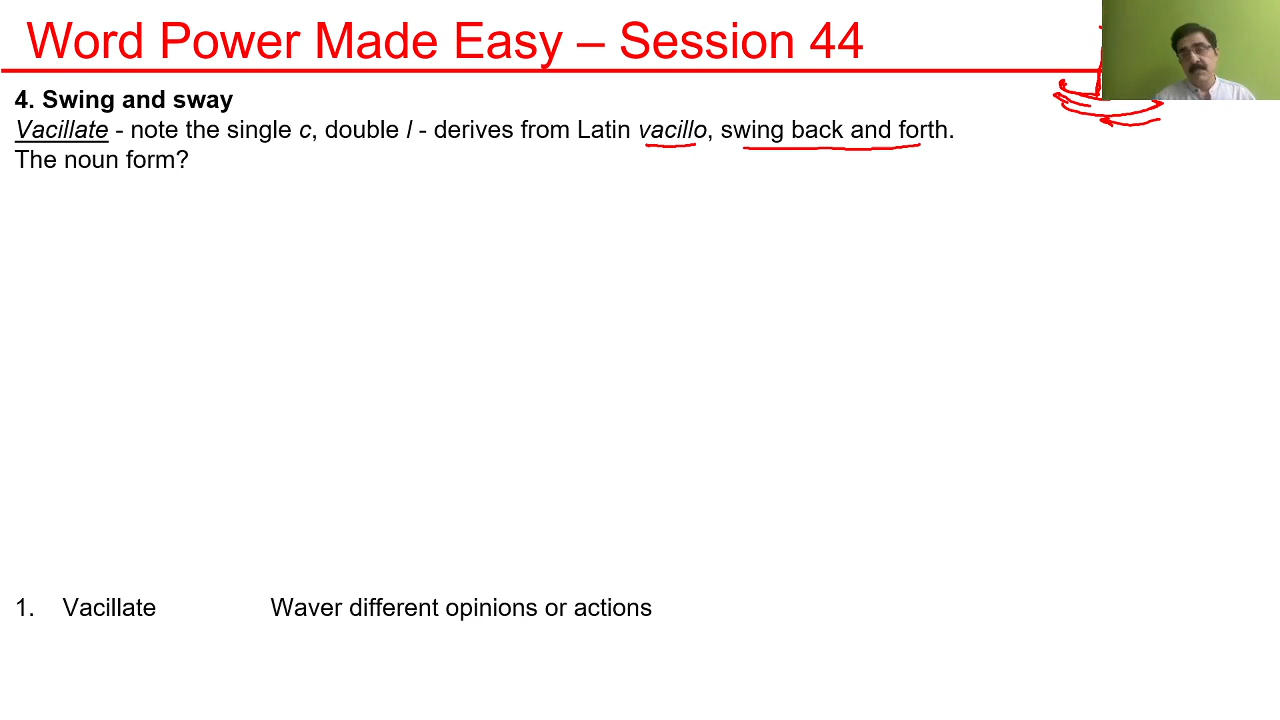 Word Power Made Easy – Session 44
4. Swing and sway
Vacillate - note the single c, double l - derives from Latin vacillo, swing back and forth.
The noun form?
1. Vacillate Waver different opinions or actions